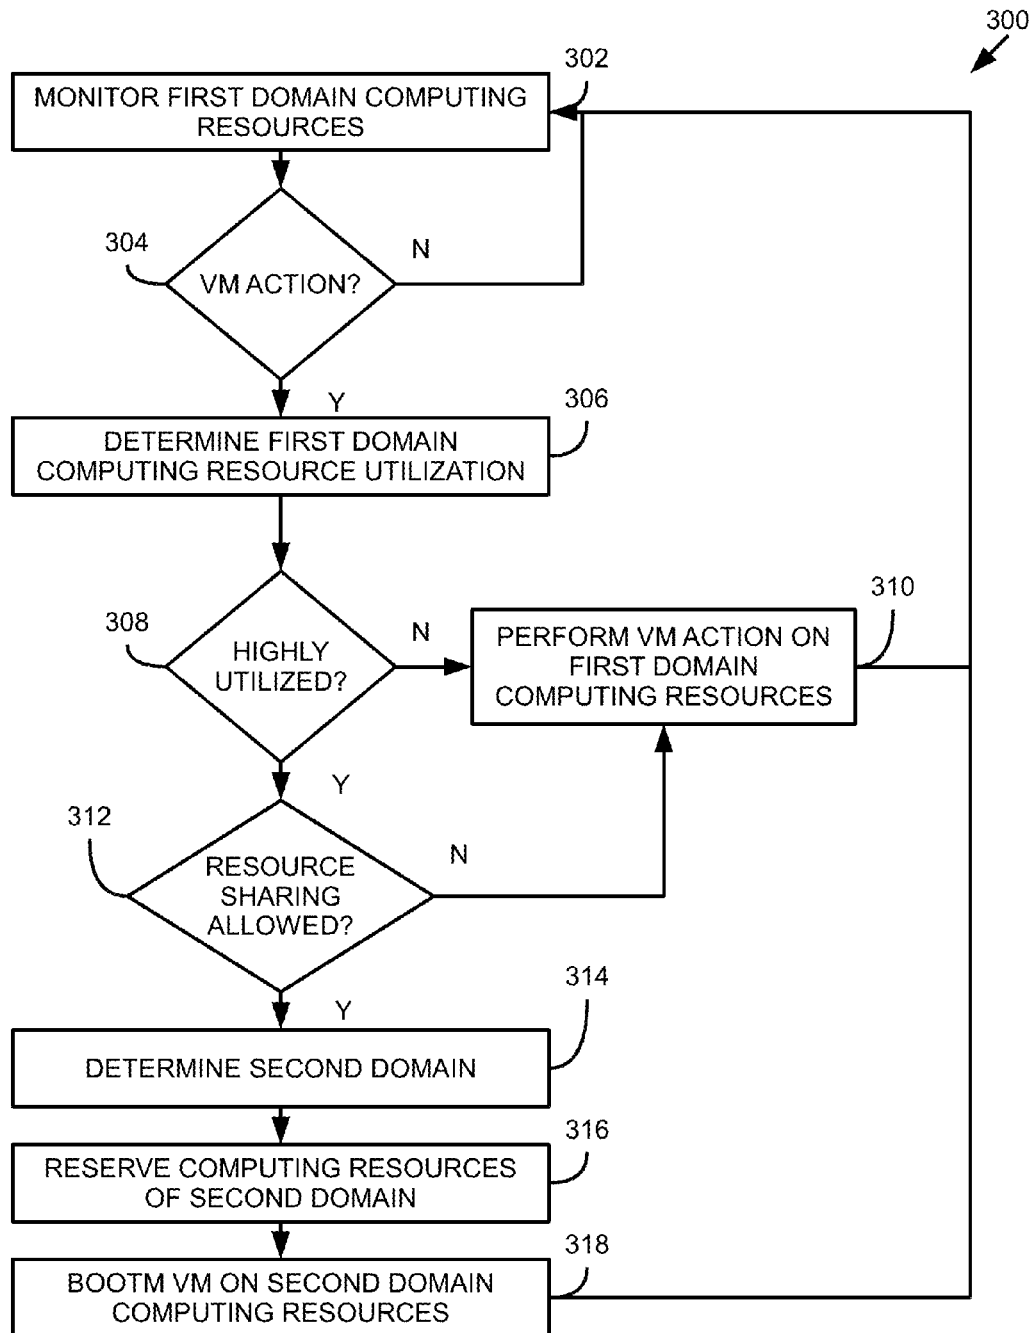 300
302
MONITOR FIRST DOMAIN COMPUTING
RESOURCES
304
VM ACTION?
N
Y
306
DETERMINE FIRST DOMAIN
COMPUTING RESOURCE UTILIZATION
308
HIGHLY
UTILIZED?
N
310
PERFORM VM ACTION ON
FIRST DOMAIN
COMPUTING RESOURCES
Y
312
RESOURCE
SHARING
ALLOWED?
N
Y
314
DETERMINE SECOND DOMAIN
316
RESERVE COMPUTING RESOURCES
OF SECOND DOMAIN
318
BOOTM VM ON SECOND DOMAIN
COMPUTING RESOURCES